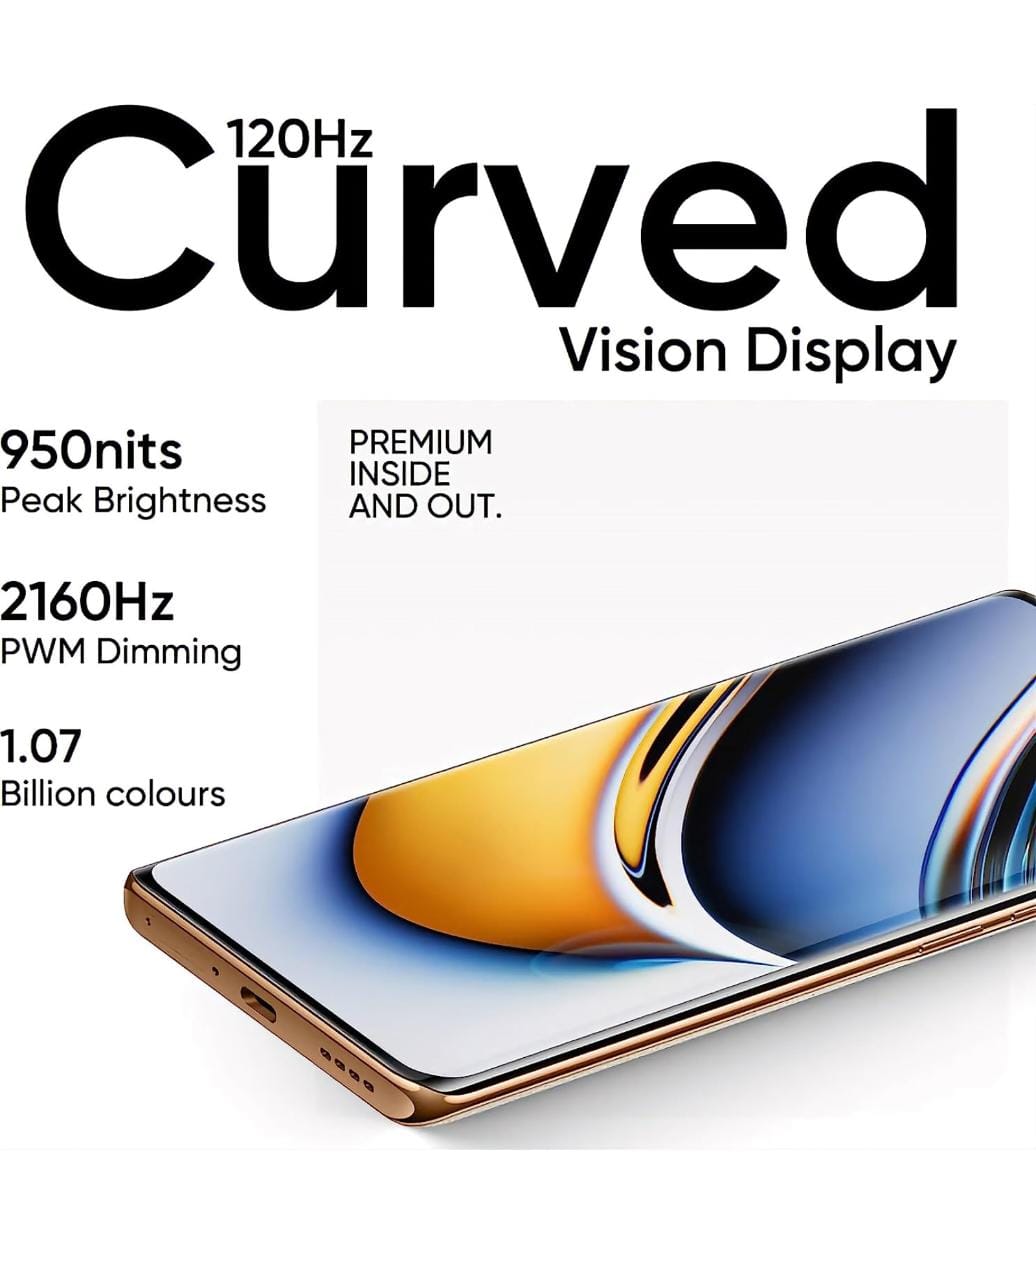 120Hz
Curved
Vision Display
950nits
Peak Brightness
2160Hz
PWM Dimming
1.07
Billion colours
PREMIUM
INSIDE
AND OUT.